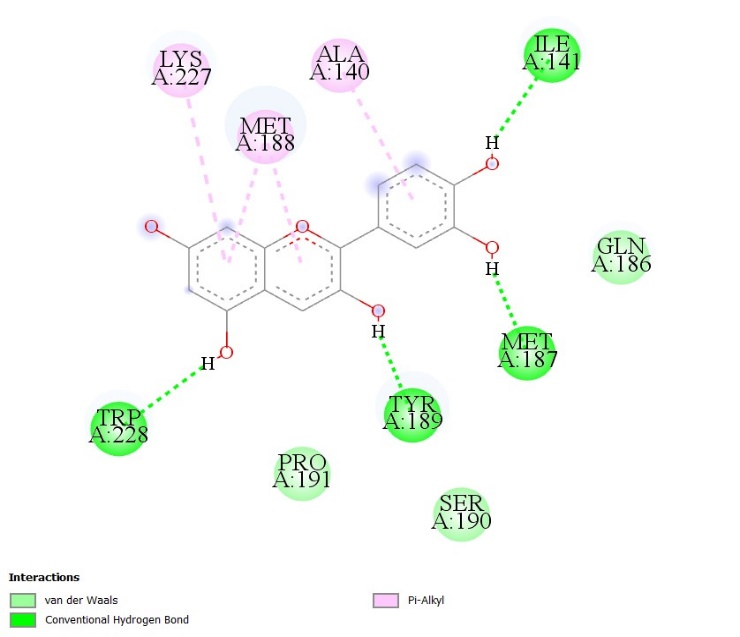 LYS
A:227
ALA
A:140
ILE
A:141
MET
A:188
H
O
O
O
O
H
GLN
A:186
O
H
H
O
MET
A:187
TRP
A:228
TYR
A:189
PRO
A:191
SER
A:190
Interactions
van der Waals
Conventional Hydrogen Bond
Pi-Alkyl